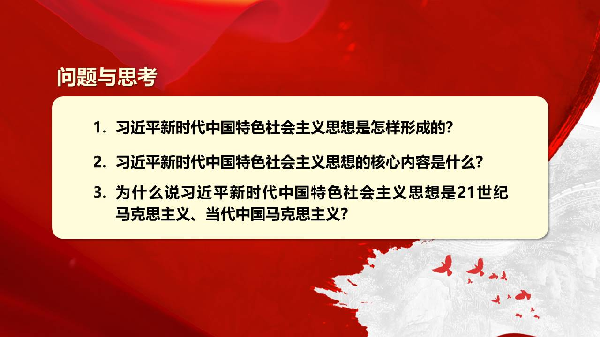 问题与思考
1. 习近平新时代中国特色社会主义思想是怎样形成的?
2. 习近平新时代中国特色社会主义思想的核心内容是什么?
3. 为什么说习近平新时代中国特色社会主义思想是21世纪
马克思主义、当代中国马克思主义?